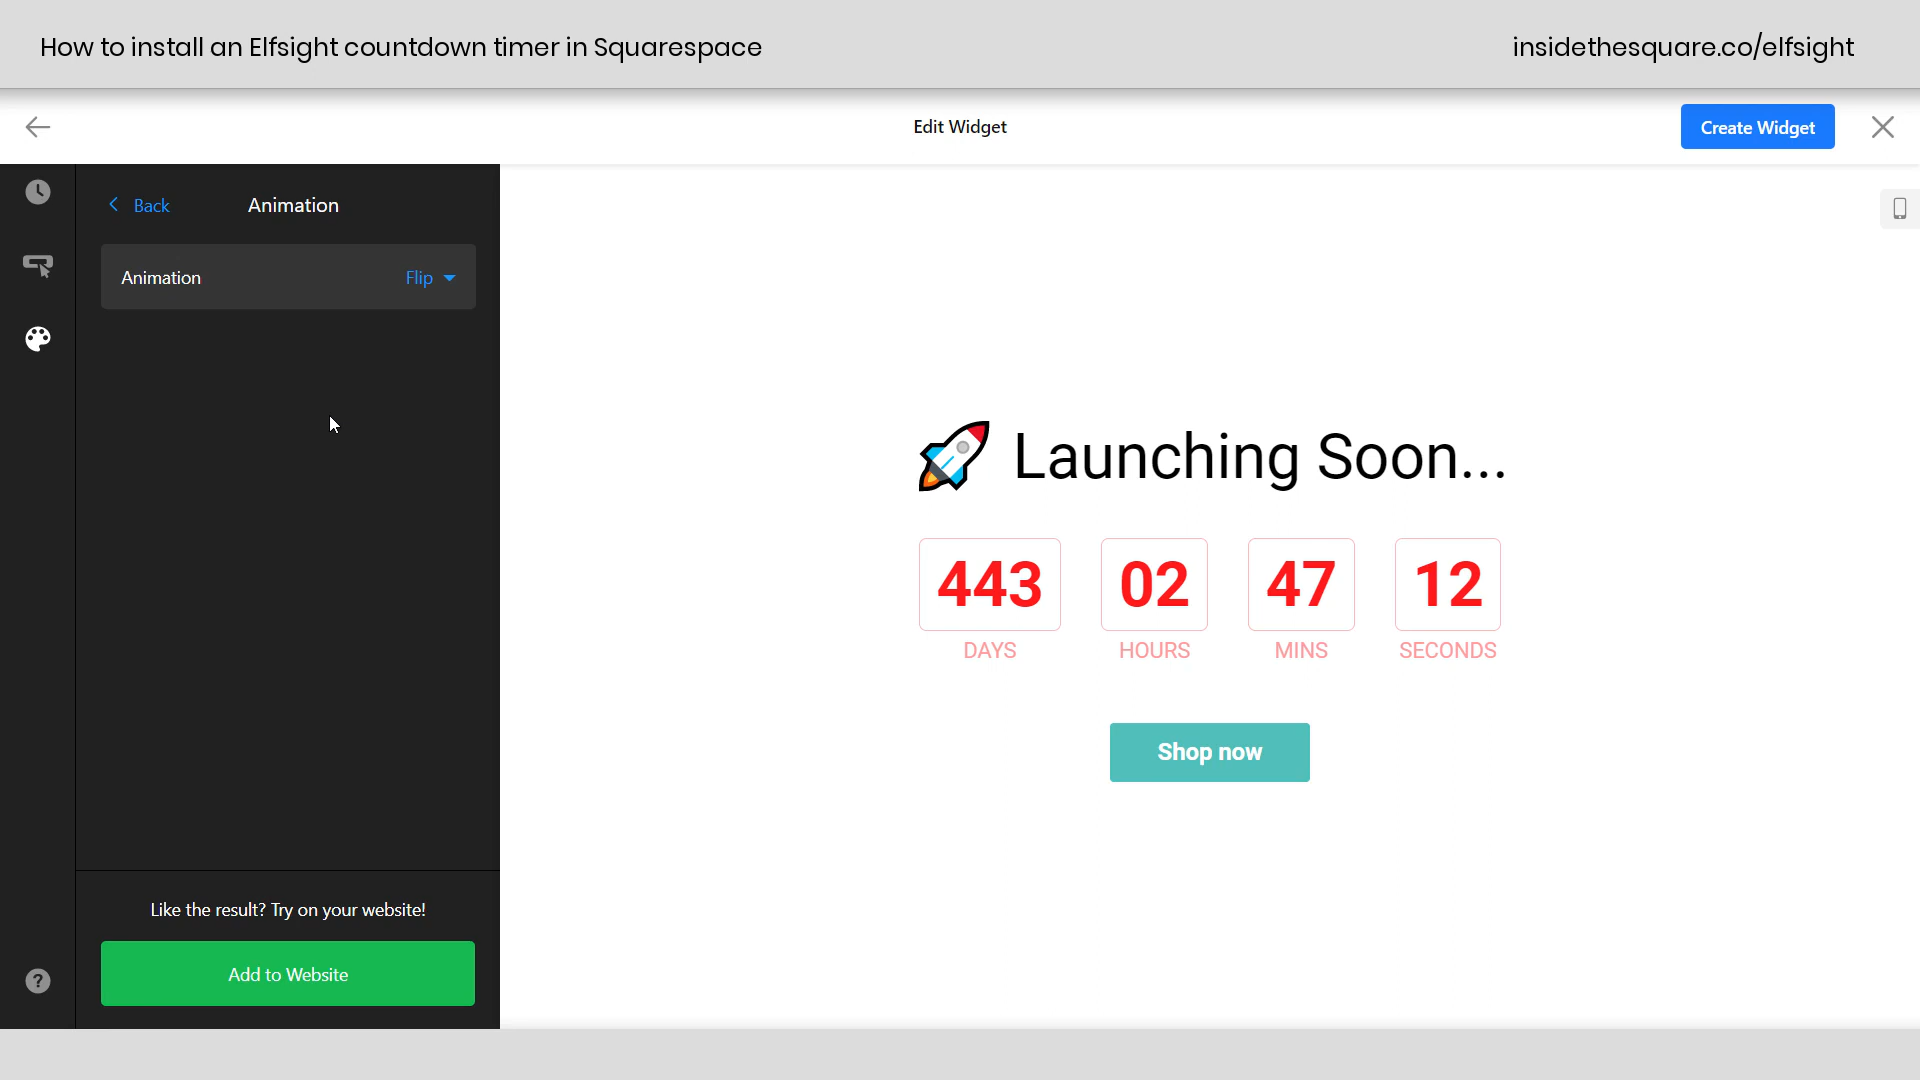 How to install an Elfsight countdown timer in Squarespace
insidethesquare.co/elfsight
Edit Widget
Create Widget
Back
Animation
Animation
Flip
Launching Soon...
443 02 47 12
DAYS HOURS MINS SECONDS
Shop now
Like the result? Try on your website!
Add to Website
?